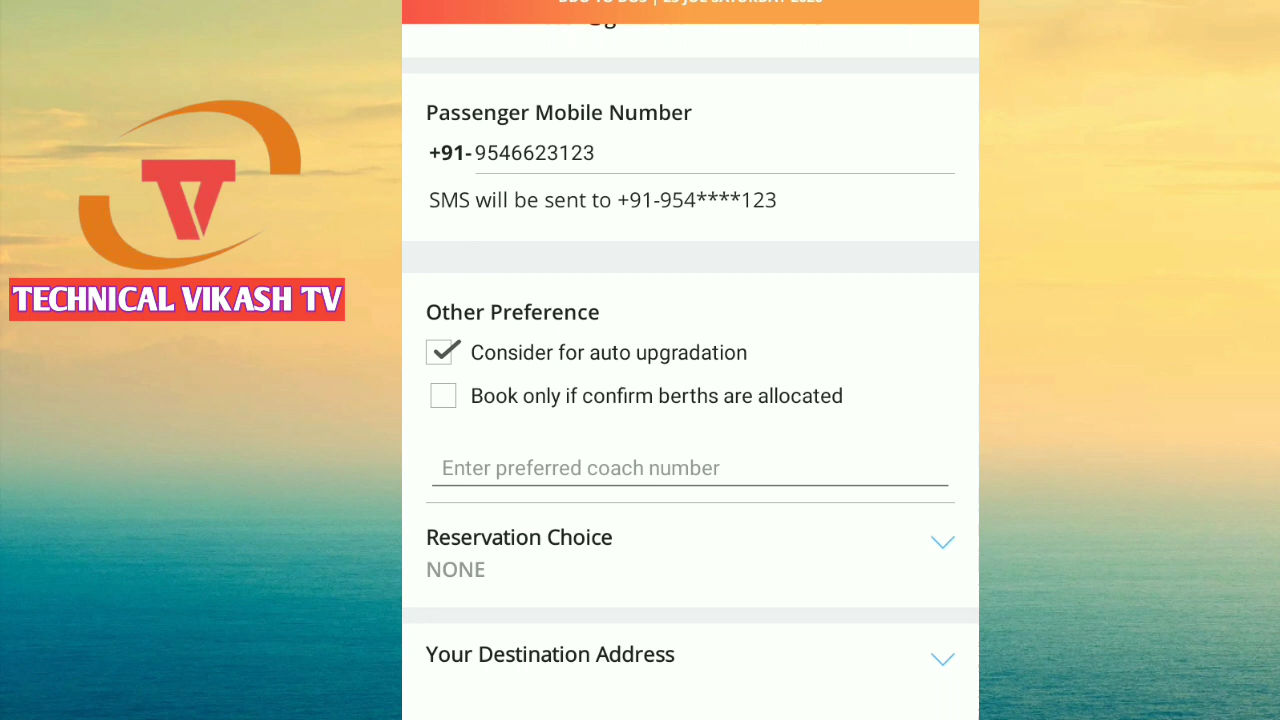 TECHNICAL VIKASH TV
Passenger Mobile Number
+91-9546623123
SMS will be sent to +91-954****123
Other Preference
Consider for auto upgradation
Book only if confirm berths are allocated
Enter preferred coach number
Reservation Choice
NONE
Your Destination Address